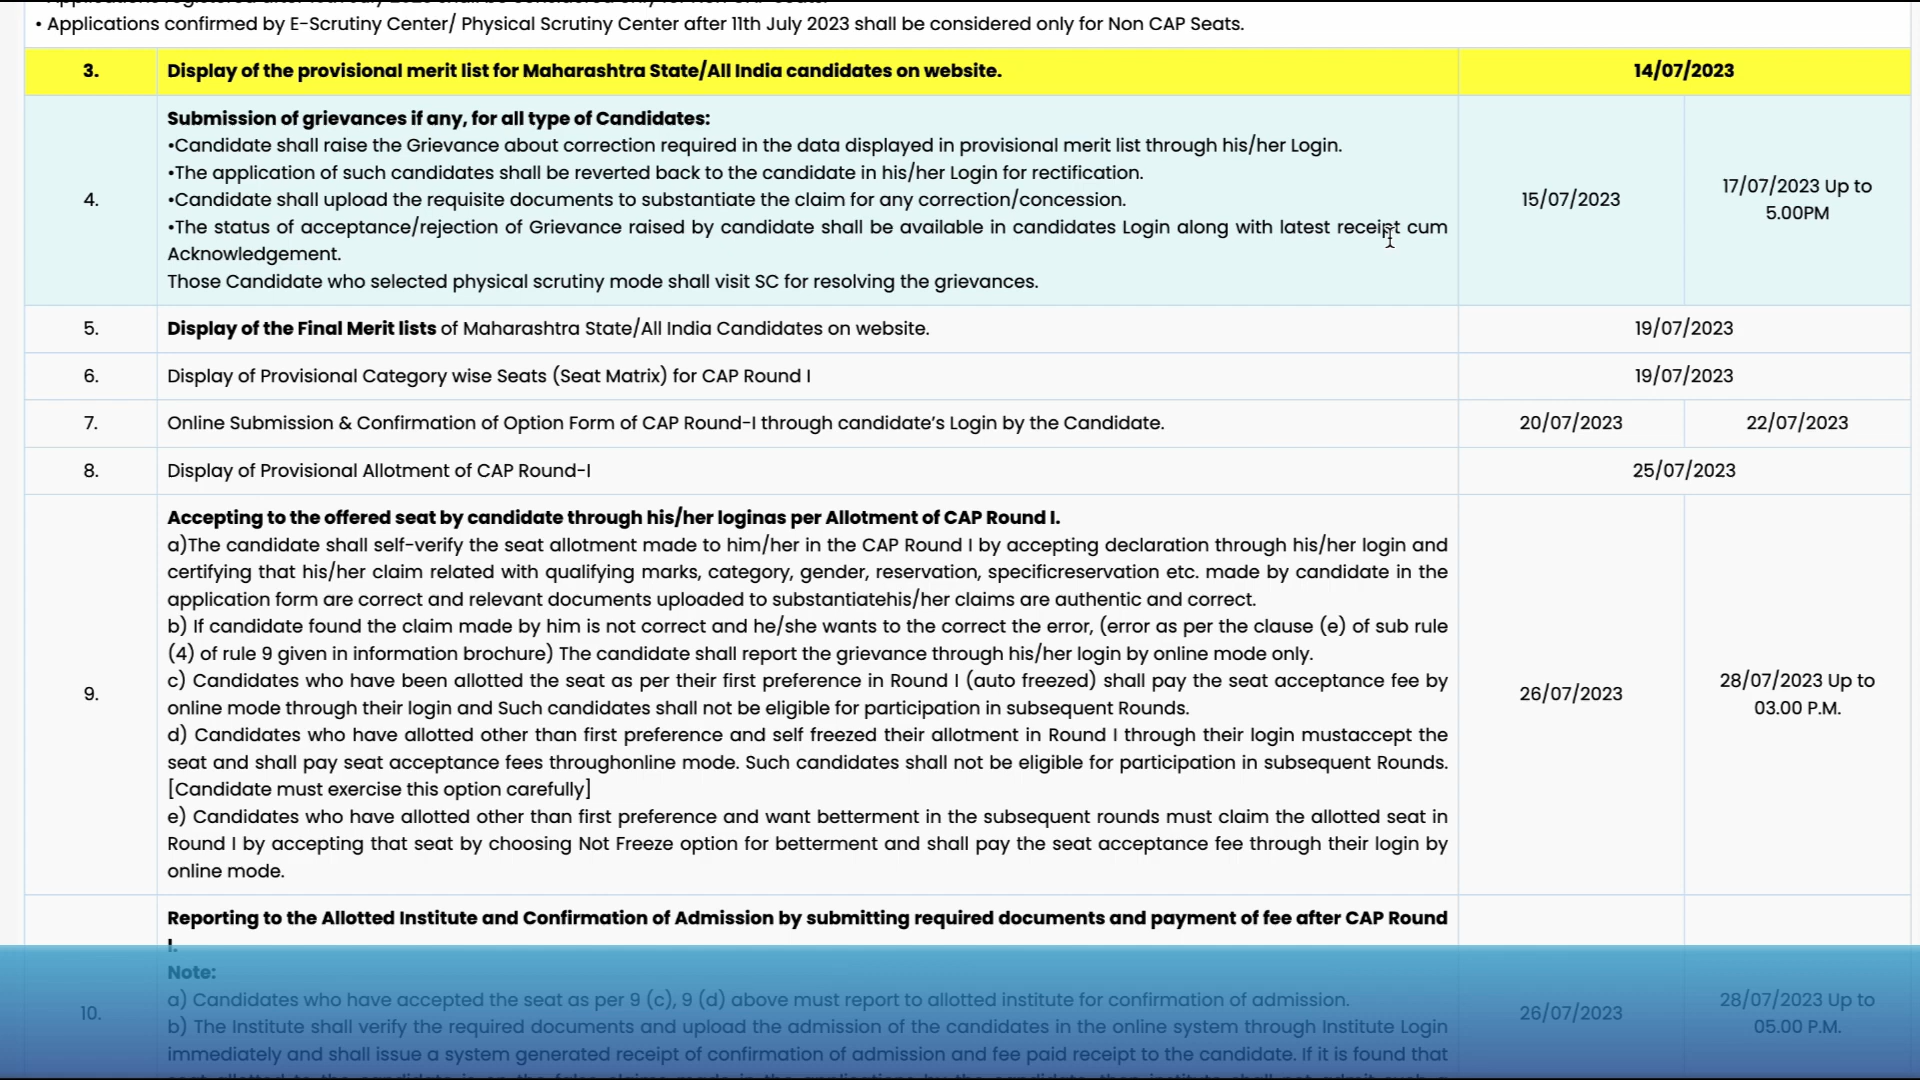 • Applications confirmed by E-Scrutiny Center/ Physical Scrutiny Center after 11th July 2023 shall be considered only for Non CAP Seats.
3. Display of the provisional merit list for Maharashtra State/All India candidates on website. 14/07/2023
Submission of grievances if any, for all type of Candidates:
•Candidate shall raise the Grievance about correction required in the data displayed in provisional merit list through his/her Login.
•The application of such candidates shall be reverted back to the candidate in his/her Login for rectification.
•Candidate shall upload the requisite documents to substantiate the claim for any correction/concession.
•The status of acceptance/rejection of Grievance raised by candidate shall be available in candidates Login along with latest receipt cum
Acknowledgement.
Those Candidate who selected physical scrutiny mode shall visit SC for resolving the grievances.
4.
15/07/2023
17/07/2023 Up to
5.00PM
5. Display of the Final Merit lists of Maharashtra State/All India Candidates on website. 19/07/2023
6. Display of Provisional Category wise Seats (Seat Matrix) for CAP Round I 19/07/2023
7. Online Submission & Confirmation of Option Form of CAP Round-I through candidate’s Login by the Candidate. 20/07/2023 22/07/2023
8. Display of Provisional Allotment of CAP Round-I 25/07/2023
Accepting to the offered seat by candidate through his/her loginas per Allotment of CAP Round I.
a)The candidate shall self-verify the seat allotment made to him/her in the CAP Round I by accepting declaration through his/her login and
certifying that his/her claim related with qualifying marks, category, gender, reservation, specificreservation etc. made by candidate in the
application form are correct and relevant documents uploaded to substantiatehis/her claims are authentic and correct.
b) If candidate found the claim made by him is not correct and he/she wants to the correct the error, (error as per the clause (e) of sub rule
(4) of rule 9 given in information brochure) The candidate shall report the grievance through his/her login by online mode only.
c) Candidates who have been allotted the seat as per their first preference in Round I (auto freezed) shall pay the seat acceptance fee by
online mode through their login and Such candidates shall not be eligible for participation in subsequent Rounds.
d) Candidates who have allotted other than first preference and self freezed their allotment in Round I through their login mustaccept the
seat and shall pay seat acceptance fees throughonline mode. Such candidates shall not be eligible for participation in subsequent Rounds.
[Candidate must exercise this option carefully]
e) Candidates who have allotted other than first preference and want betterment in the subsequent rounds must claim the allotted seat in
Round I by accepting that seat by choosing Not Freeze option for betterment and shall pay the seat acceptance fee through their login by
online mode.
9.
26/07/2023
28/07/2023 Up to
03.00 P.M.
Reporting to the Allotted Institute and Confirmation of Admission by submitting required documents and payment of fee after CAP Round
I.
Note:
a) Candidates who have accepted the seat as per 9 (c), 9 (d) above must report to allotted institute for confirmation of admission.
b) The Institute shall verify the required documents and upload the admission of the candidates in the online system through Institute Login
immediately and shall issue a system generated receipt of confirmation of admission and fee paid receipt to the candidate. If it is found that
10.
26/07/2023
28/07/2023 Up to
05.00 P.M.